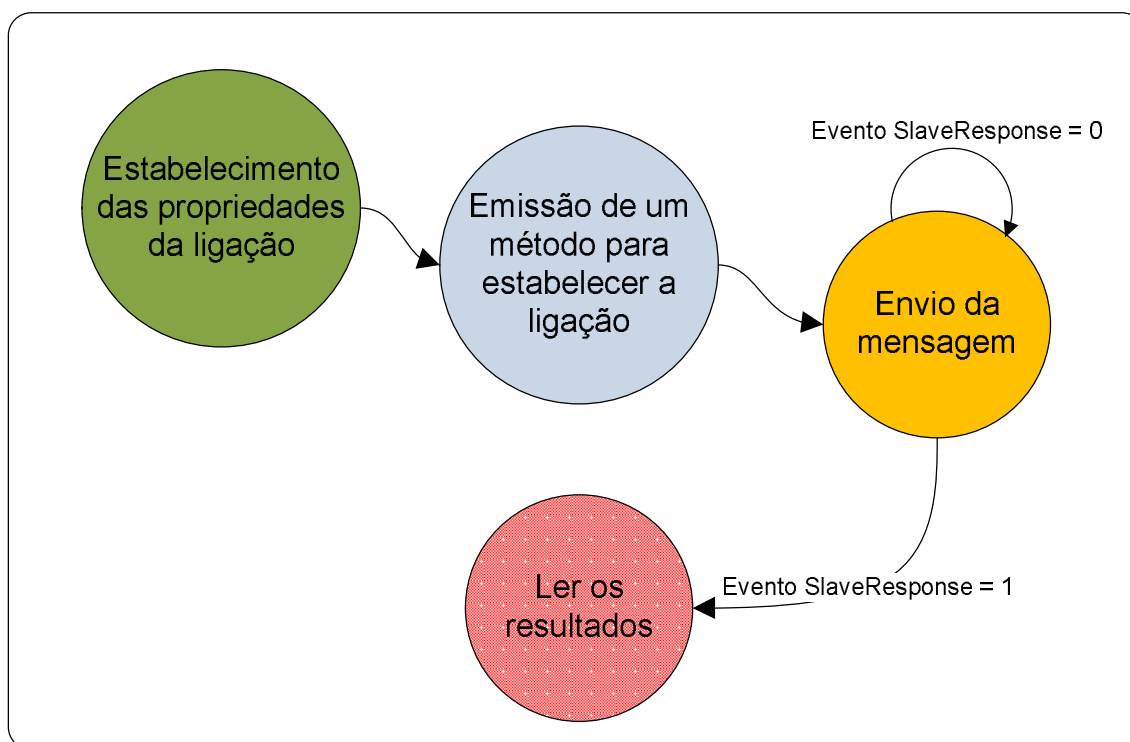 Estabelecimento
das propriedades
da ligação
Emissão de um
método para
estabelecer a
ligação
Evento SlaveResponse = 0
Envio da
mensagem
Evento SlaveResponse = 1
Ler os
resultados